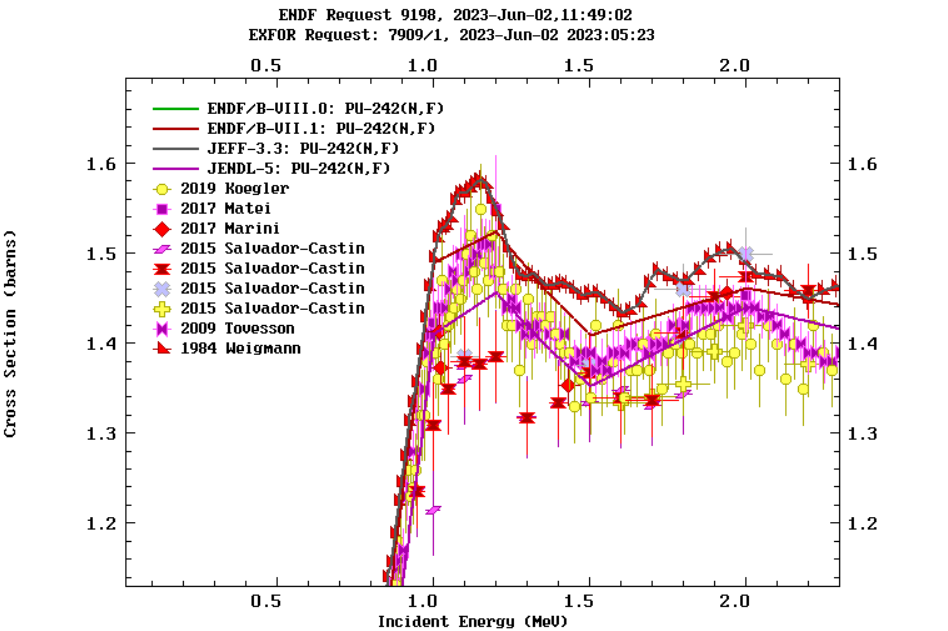 ENDF Request 9198, 2023-Jun-02,11:49:02
EXFOR Request: 7909/1, 2023-Jun-02 2023:05:23
0.5 1.0 1.5 2.0
ENDF/B-VIII.0: PU-242(N,F)
ENDF/B-VII.1: PU-242(N,F)
JEFF-3.3: PU-242(N,F)
JENDL-5: PU-242(N,F)
2019 Koegler
2017 Matei
2017 Marini
2015 Salvador-Castin
2015 Salvador-Castin
2015 Salvador-Castin
2015 Salvador-Castin
2009 Tovesson
1984 Weigmann
Cross Section (barns)
1.6 1.6
1.5 1.5
1.4 1.4
1.3 1.3
1.2 1.2
0.5 1.0 1.5 2.0
Incident Energy (MeV)